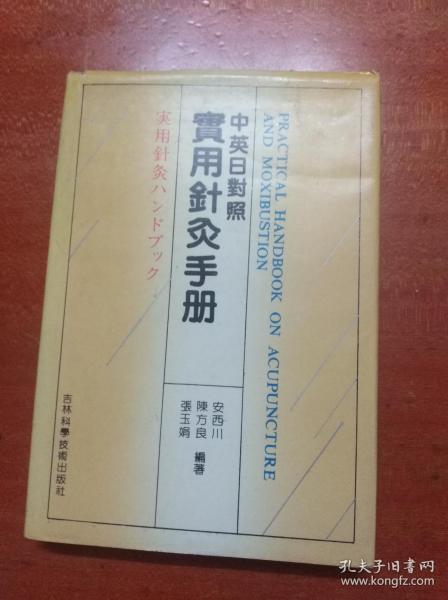 PRACTICAL HANDBOOK ON ACUPUNCTURE
AND MOXIBUSTION
中英日對照
實用針灸手册
実用針灸ハンドブック
安西川
陳方良 編著
張玉娟
吉林科學技術出版社
孔夫子旧书网
www.kongfz.com